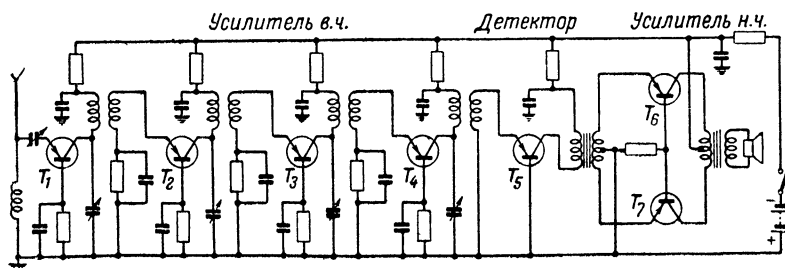 Усилитель в.ч. Детектор Усилитель н.ч.
T₁ T₂ T₃ T₄ T₅ T₆
T₇
- +